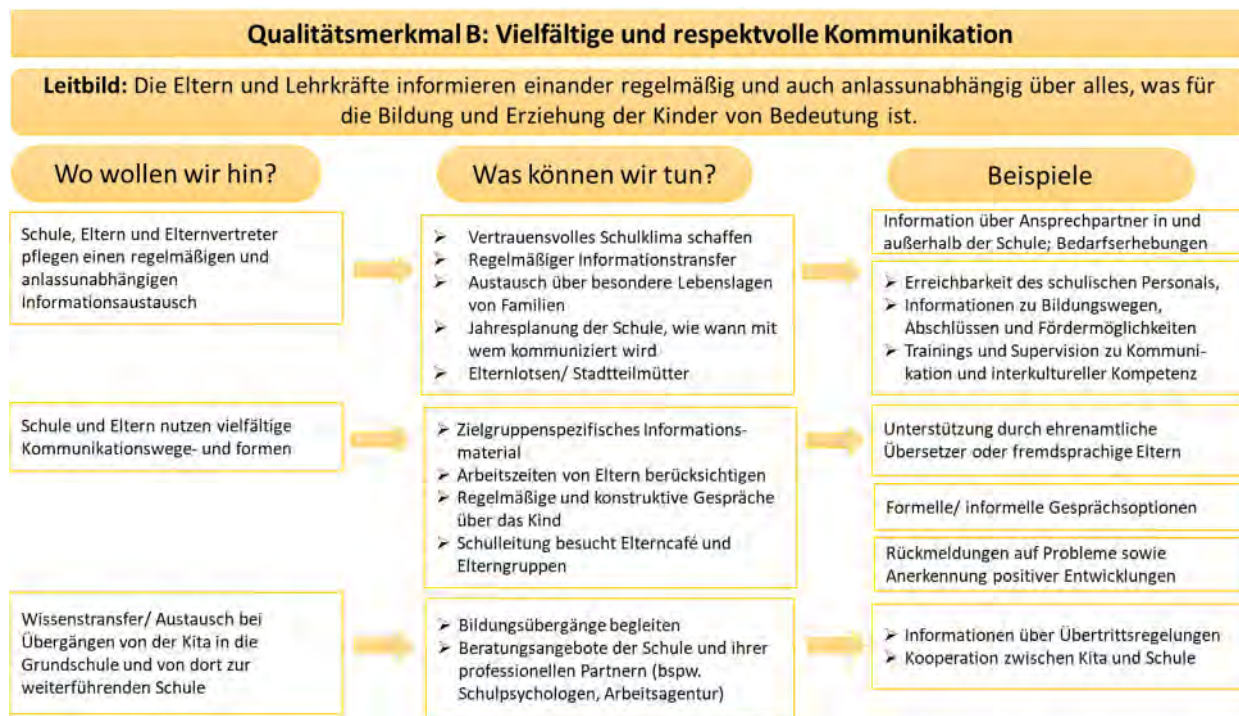 Qualitätsmerkmal B: Vielfältige und respektvolle Kommunikation
Leitbild: Die Eltern und Lehrkräfte informieren einander regelmäßig und auch anlassunabhängig über alles, was für
die Bildung und Erziehung der Kinder von Bedeutung ist.
Wo wollen wir hin?
Was können wir tun?
Beispiele
Schule, Eltern und Elternvertreter
pflegen einen regelmäßigen und
anlassunabhängigen
Informationsaustausch
➢ Vertrauensvolles Schulklima schaffen
➢ Regelmäßiger Informationstransfer
➢ Austausch über besondere Lebenslagen
von Familien
➢ Jahresplanung der Schule, wie wann mit
wem kommuniziert wird
➢ Elternlotsen/ Stadtteilmütter
Information über Ansprechpartner in und
außerhalb der Schule; Bedarfserhebungen
➢ Erreichbarkeit des schulischen Personals,
➢ Informationen zu Bildungswegen,
Abschlüssen und Fördermöglichkeiten
➢ Trainings und Supervision zu Kommuni-
kation und interkultureller Kompetenz
Schule und Eltern nutzen vielfältige
Kommunikationswege- und formen
➢ Zielgruppenspezifisches Informations-
material
➢ Arbeitszeiten von Eltern berücksichtigen
➢ Regelmäßige und konstruktive Gespräche
über das Kind
➢ Schulleitung besucht Elterncafé und
Elterngruppen
Unterstützung durch ehrenamtliche
Übersetzer oder fremdsprachige Eltern
Formelle/ informelle Gesprächsoptionen
Rückmeldungen auf Probleme sowie
Anerkennung positiver Entwicklungen
Wissenstransfer/ Austausch bei
Übergängen von der Kita in die
Grundschule und von dort zur
weiterführenden Schule
➢ Bildungsübergänge begleiten
➢ Beratungsangebote der Schule und ihrer
professionellen Partnern (bspw.
Schulpsychologen, Arbeitsagentur)
➢ Informationen über Übertrittsregelungen
➢ Kooperation zwischen Kita und Schule